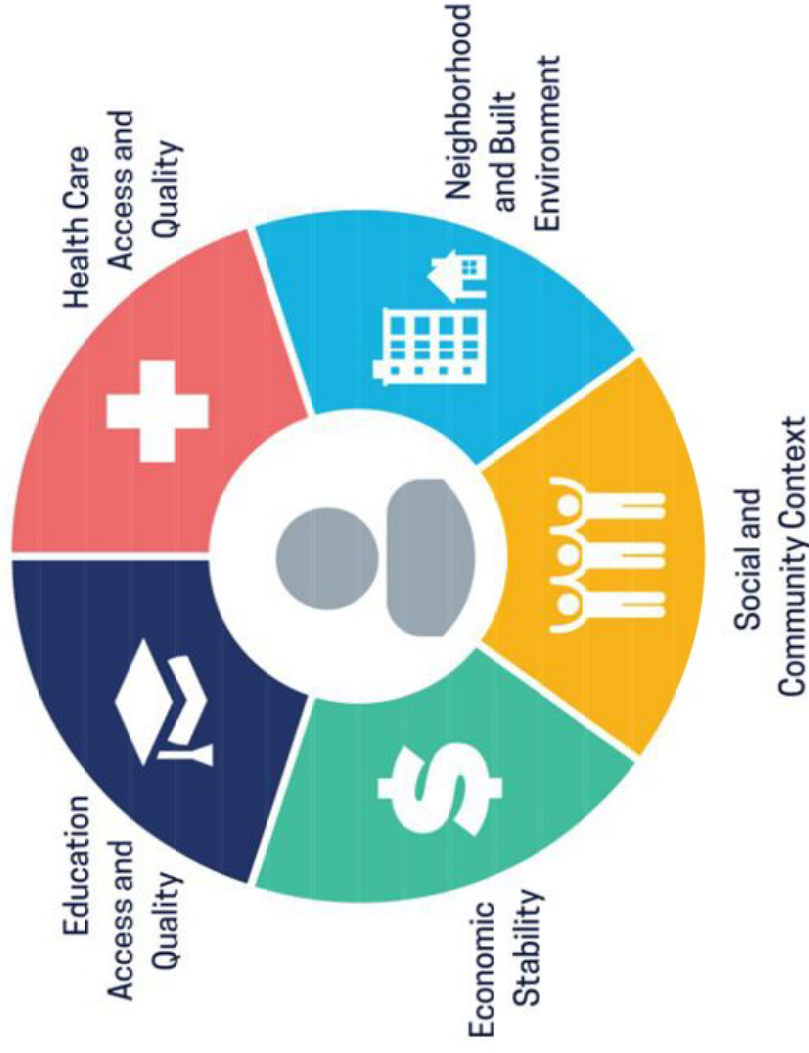 Education
Access and
Quality
Health Care
Access and
Quality
Economic
Stability
Neighborhood
and Built
Environment
Social and
Community Context